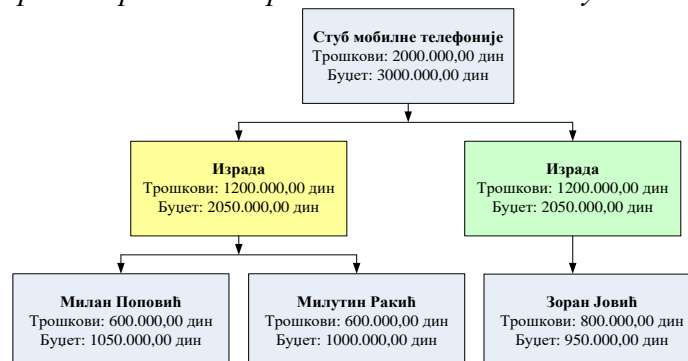 Стуб мобилне телефоније
Трошкови: 2000.000,00 дин
Буџет: 3000.000,00 дин
Израда
Трошкови: 1200.000,00 дин
Буџет: 2050.000,00 дин
Израда
Трошкови: 1200.000,00 дин
Буџет: 2050.000,00 дин
Милан Поповић
Трошкови: 600.000,00 дин
Буџет: 1050.000,00 дин
Милутин Ракић
Трошкови: 600.000,00 дин
Буџет: 1000.000,00 дин
Зоран Јовић
Трошкови: 800.000,00 дин
Буџет: 950.000,00 дин